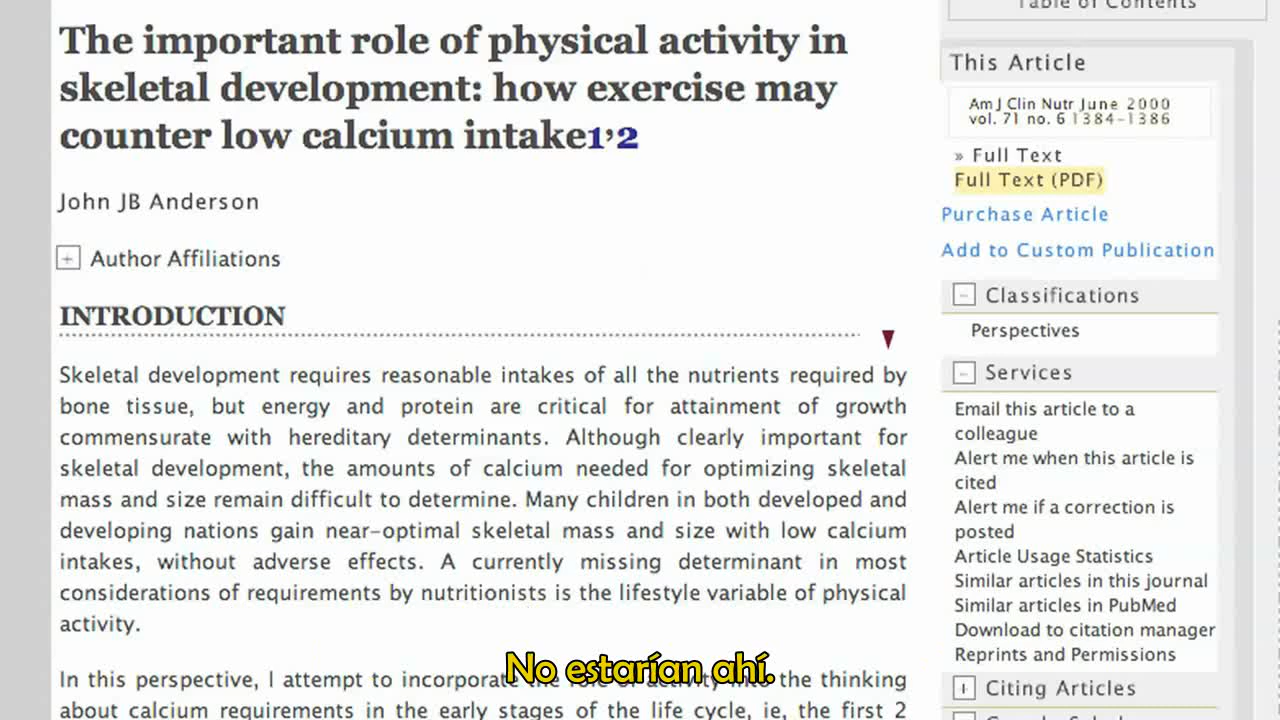 The important role of physical activity in
skeletal development: how exercise may
counter low calcium intake1,2
John JB Anderson
+ Author Affiliations
INTRODUCTION
Skeletal development requires reasonable intakes of all the nutrients required by
bone tissue, but energy and protein are critical for attainment of growth
commensurate with hereditary determinants. Although clearly important for
skeletal development, the amounts of calcium needed for optimizing skeletal
mass and size remain difficult to determine. Many children in both developed and
developing nations gain near-optimal skeletal mass and size with low calcium
intakes, without adverse effects. A currently missing determinant in most
considerations of requirements by nutritionists is the lifestyle variable of physical
activity.
In this perspective, I attempt to incorporate the role of activity into the thinking
about calcium requirements in the early stages of the life cycle, ie, the first 2
No estarían ahí.
Table of Contents
This Article
Am J Clin Nutr June 2000
vol. 71 no. 6 1384-1386
» Full Text
Full Text (PDF)
Purchase Article
Add to Custom Publication
- Classifications
Perspectives
- Services
Email this article to a
colleague
Alert me when this article is
cited
Alert me if a correction is
posted
Article Usage Statistics
Similar articles in this journal
Similar articles in PubMed
Download to citation manager
Reprints and Permissions
+ Citing Articles